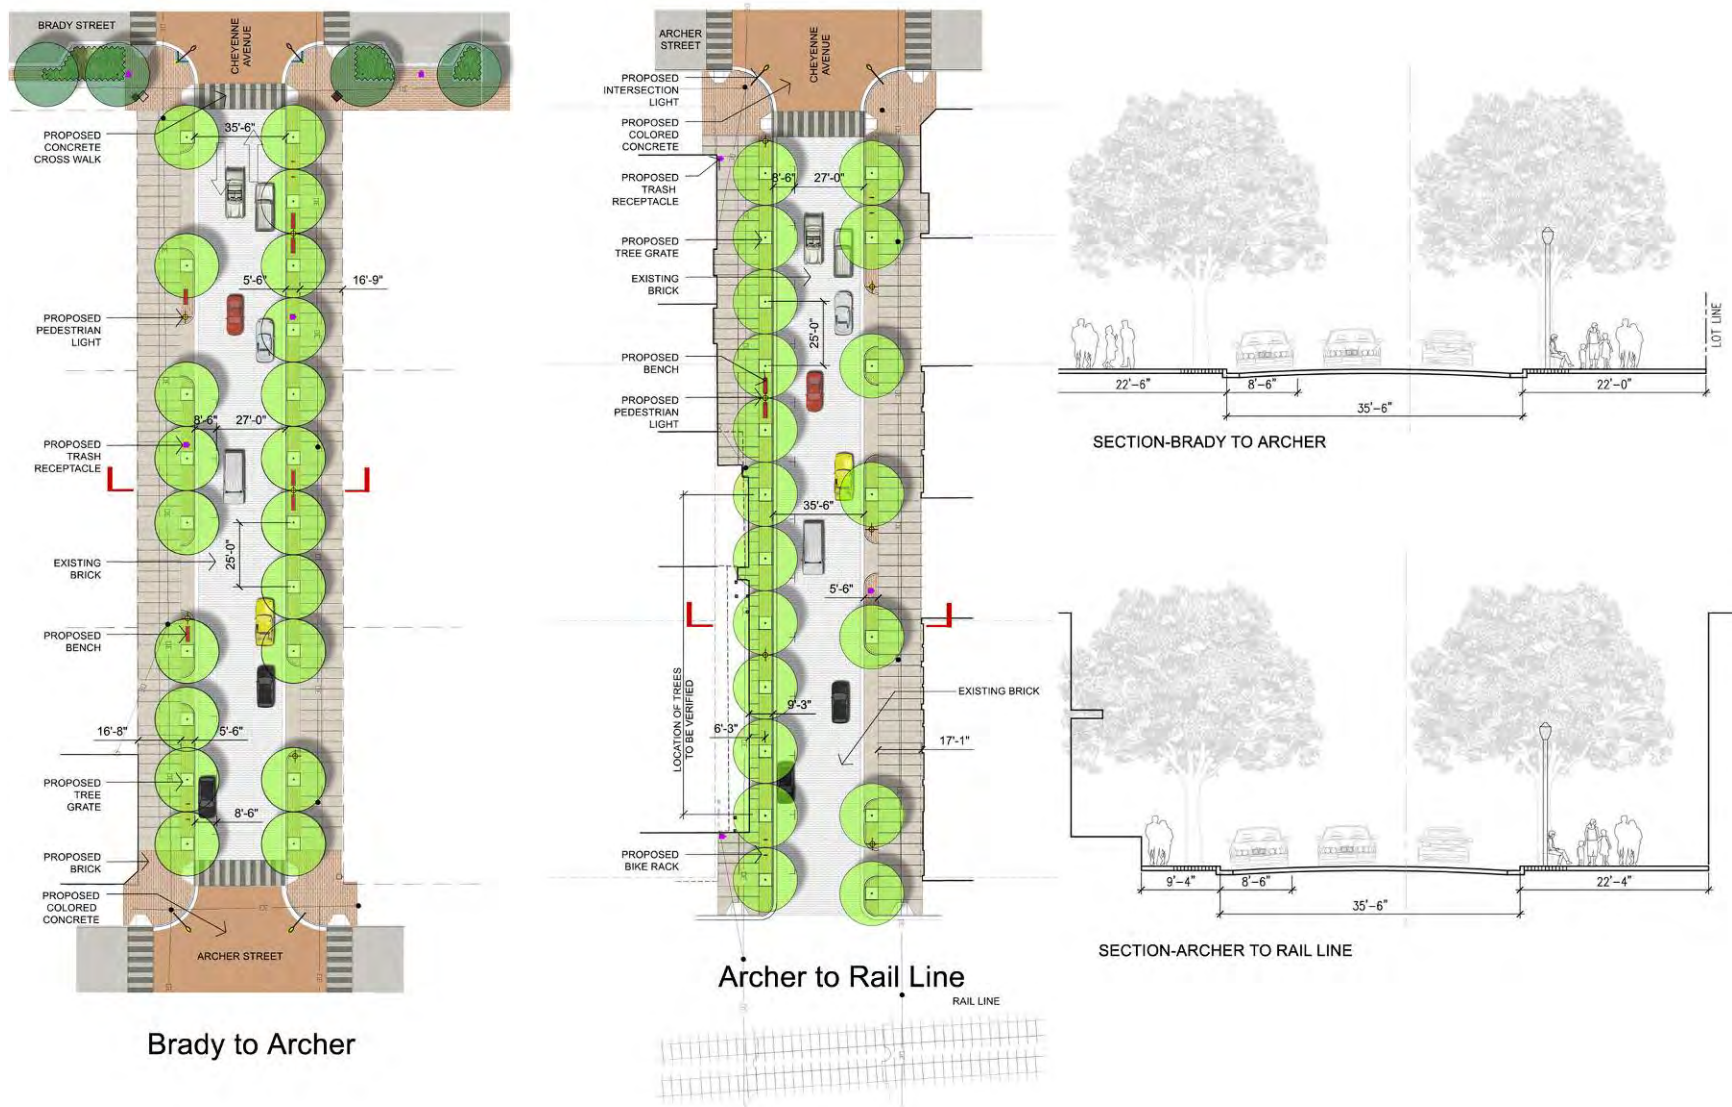 BRADY STREET
CHEYENNE
AVENUE
35'-6"
PROPOSED
CONCRETE
CROSS WALK
5'-6"
16'-9"
PROPOSED
PEDESTRIAN
LIGHT
8'-6"
27'-0"
PROPOSED
TRASH
RECEPTACLE
25'-0"
EXISTING
BRICK
PROPOSED
BENCH
16'-8"
5'-6"
PROPOSED
TREE
GRATE
8'-6"
PROPOSED
BRICK
PROPOSED
COLORED
CONCRETE
ARCHER STREET
Brady to Archer
ARCHER
STREET
CHEYENNE
AVENUE
PROPOSED
INTERSECTION
LIGHT
PROPOSED
COLORED
CONCRETE
PROPOSED
TRASH
RECEPTACLE
8'-6"
27'-0"
PROPOSED
TREE GRATE
EXISTING
BRICK
25'-0"
PROPOSED
BENCH
PROPOSED
PEDESTRIAN
LIGHT
35'-6"
5'-6"
LOCATION OF TREES
TO BE VERIFIED
EXISTING BRICK
9'-3"
6'-3"
17'-1"
PROPOSED
BIKE RACK
Archer to Rail Line
RAIL LINE
LOT LINE
22'-6"
8'-6"
22'-0"
35'-6"
SECTION-BRADY TO ARCHER
9'-4"
8'-6"
22'-4"
35'-6"
SECTION-ARCHER TO RAIL LINE